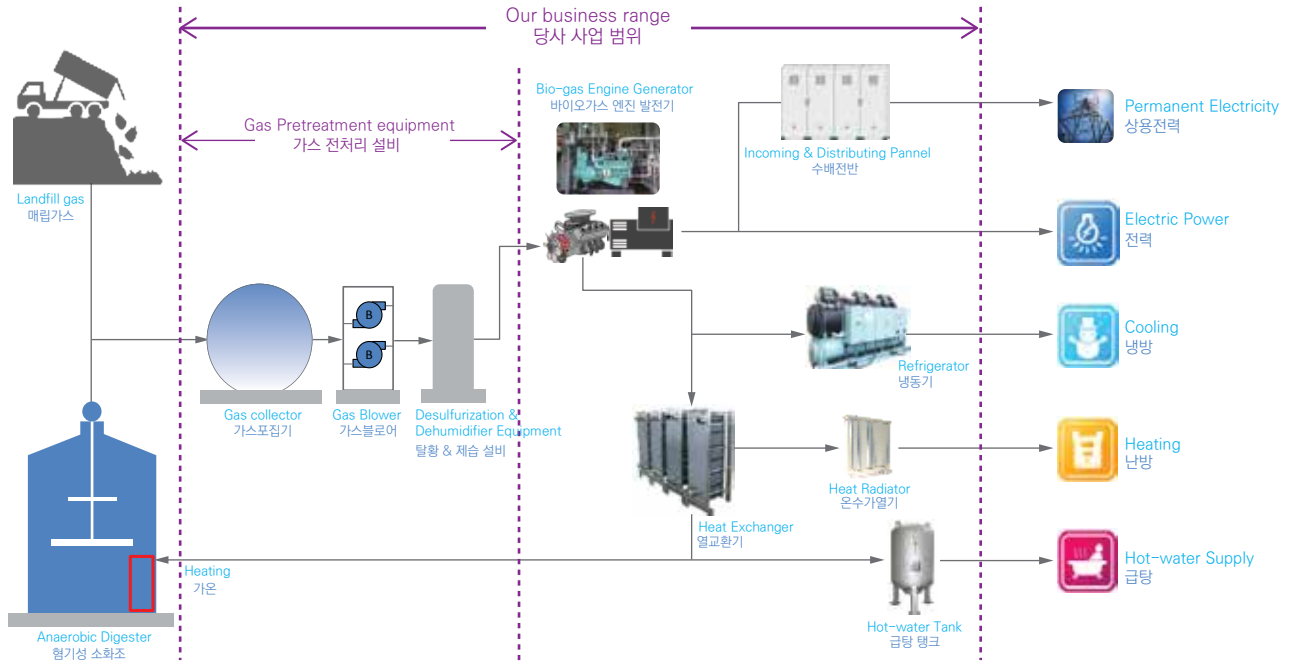 Our business range
당사 사업 범위
Gas Pretreatment equipment
가스 전처리 설비
Bio-gas Engine Generator
바이오가스 엔진 발전기
Incoming & Distributing Pannel
수배전반
Permanent Electricity
상용전력
Landfill gas
매립가스
Electric Power
전력
B
B
Cooling
냉방
Refrigerator
냉동기
Gas collector
가스포집기
Gas Blower
가스블로어
Desulfurization &
Dehumidifier Equipment
탈황 & 제습 설비
Heating
난방
Heat Radiator
온수가열기
Heat Exchanger
열교환기
Heating
가온
Hot-water Supply
급탕
Hot-water Tank
급탕 탱크
Anaerobic Digester
혐기성 소화조